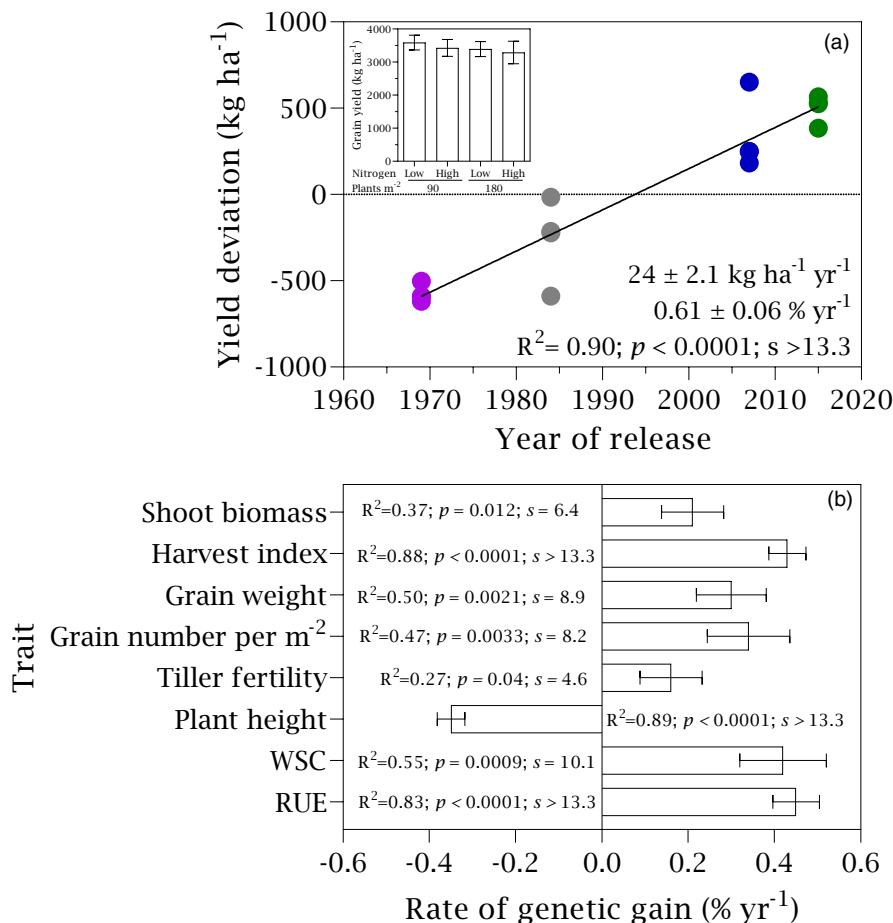 (a)
Yield deviation (kg ha⁻¹)
1000
500
0
-500
-1000
Grain yield (kg ha⁻¹)
4000
3000
2000
1000
0
Nitrogen Low High Low High
Plants m⁻² 90 180
24 ± 2.1 kg ha⁻¹ yr⁻¹
0.61 ± 0.06 % yr⁻¹
R²= 0.90; p < 0.0001; s >13.3
1960 1970 1980 1990 2000 2010 2020
Year of release
(b)
Trait
Shoot biomass R²=0.37; p = 0.012; s = 6.4
Harvest index R²=0.88; p <0.0001; s > 13.3
Grain weight R²=0.50; p = 0.0021; s = 8.9
Grain number per m⁻² R²=0.47; p = 0.0033; s = 8.2
Tiller fertility R²=0.27; p = 0.04; s = 4.6
Plant height R²=0.89; p <0.0001; s > 13.3
WSC R²=0.55; p = 0.0009; s = 10.1
RUE R²=0.83; p <0.0001; s > 13.3
-0.6 -0.4 -0.2 0.0 0.2 0.4 0.6
Rate of genetic gain (% yr⁻¹)